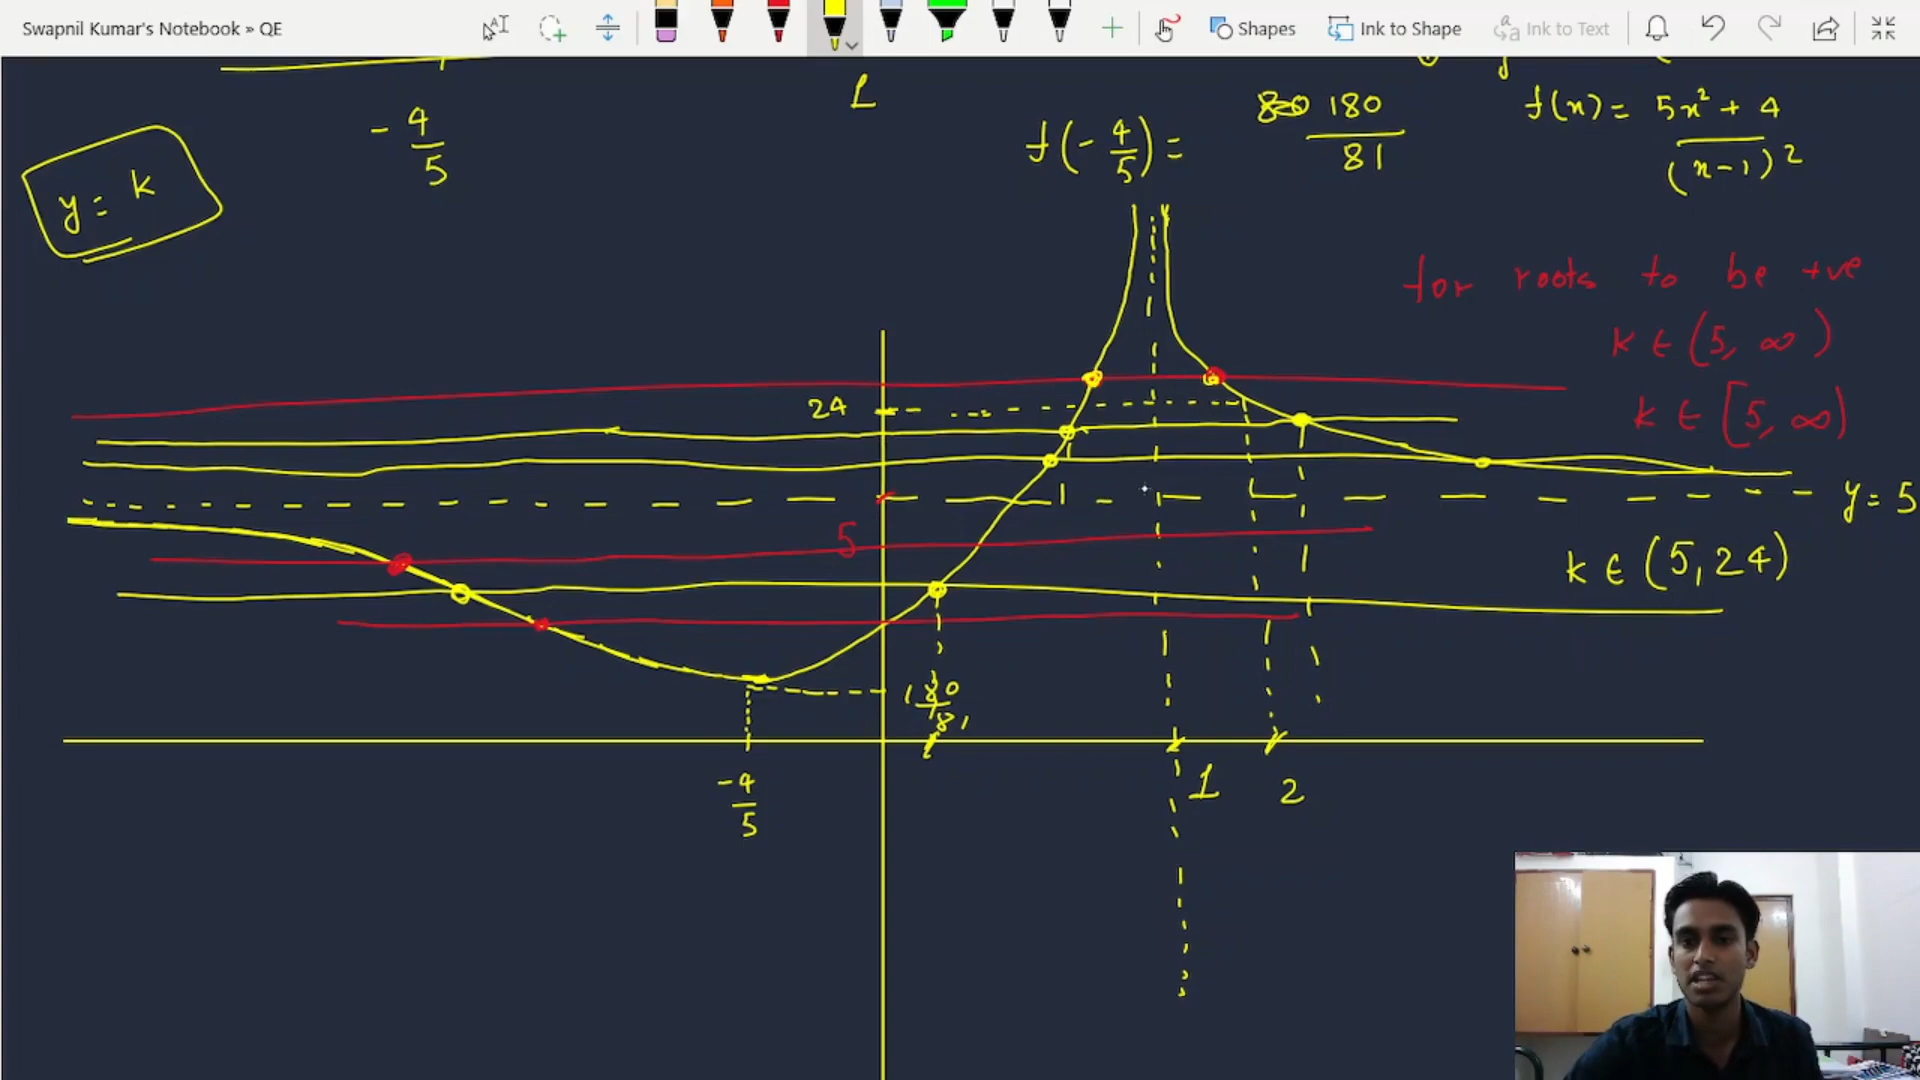 Swapnil Kumar's Notebook » QE
Shapes
Ink to Shape
Ink to Text
1
- 4/5
y = k
f(-4/5) = 180/81
f(x) = 5x² + 4
(x-1)²
for roots to be +ve
k ∈ (5, ∞)
k ∈ [5, ∞)
24
y = 5
5
k ∈ (5, 24)
180/81
-4/5
1
2